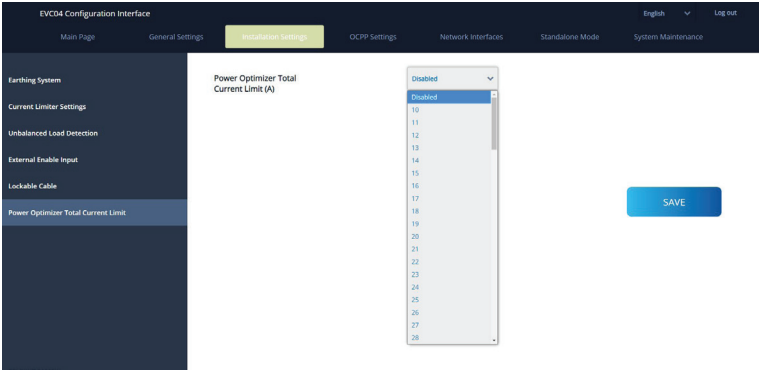 EVC04 Configuration Interface
English
Log out
Main Page
General Settings
Installation Settings
OCPP Settings
Network Interfaces
Standalone Mode
System Maintenance
Earthing System
Current Limiter Settings
Unbalanced Load Detection
External Enable Input
Lockable Cable
Power Optimizer Total Current Limit
Power Optimizer Total
Current Limit (A)
Disabled
Disabled
10
11
12
13
14
15
16
17
18
19
20
21
22
23
24
25
26
27
28
SAVE